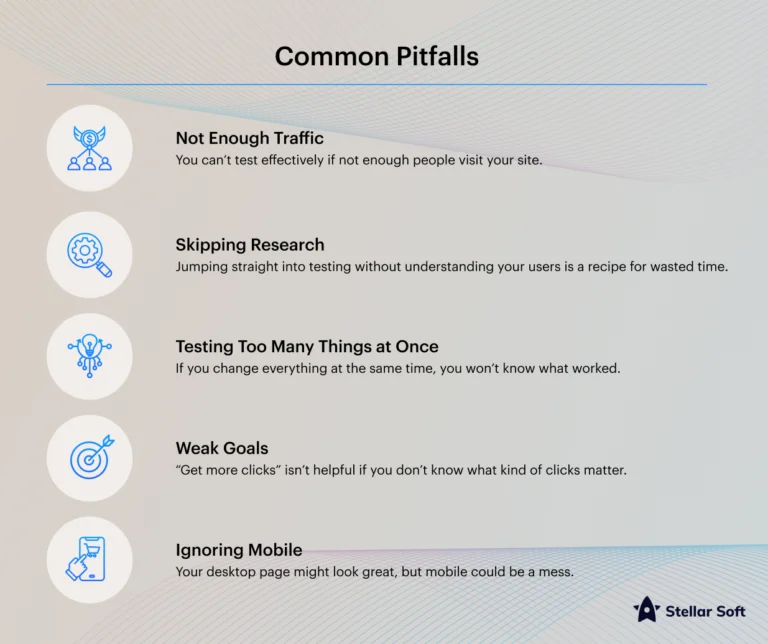 Common Pitfalls
$
Not Enough Traffic
You can’t test effectively if not enough people visit your site.
Skipping Research
Jumping straight into testing without understanding your users is a recipe for wasted time.
Testing Too Many Things at Once
If you change everything at the same time, you won’t know what worked.
Weak Goals
“Get more clicks” isn’t helpful if you don’t know what kind of clicks matter.
Ignoring Mobile
Your desktop page might look great, but mobile could be a mess.
Stellar Soft